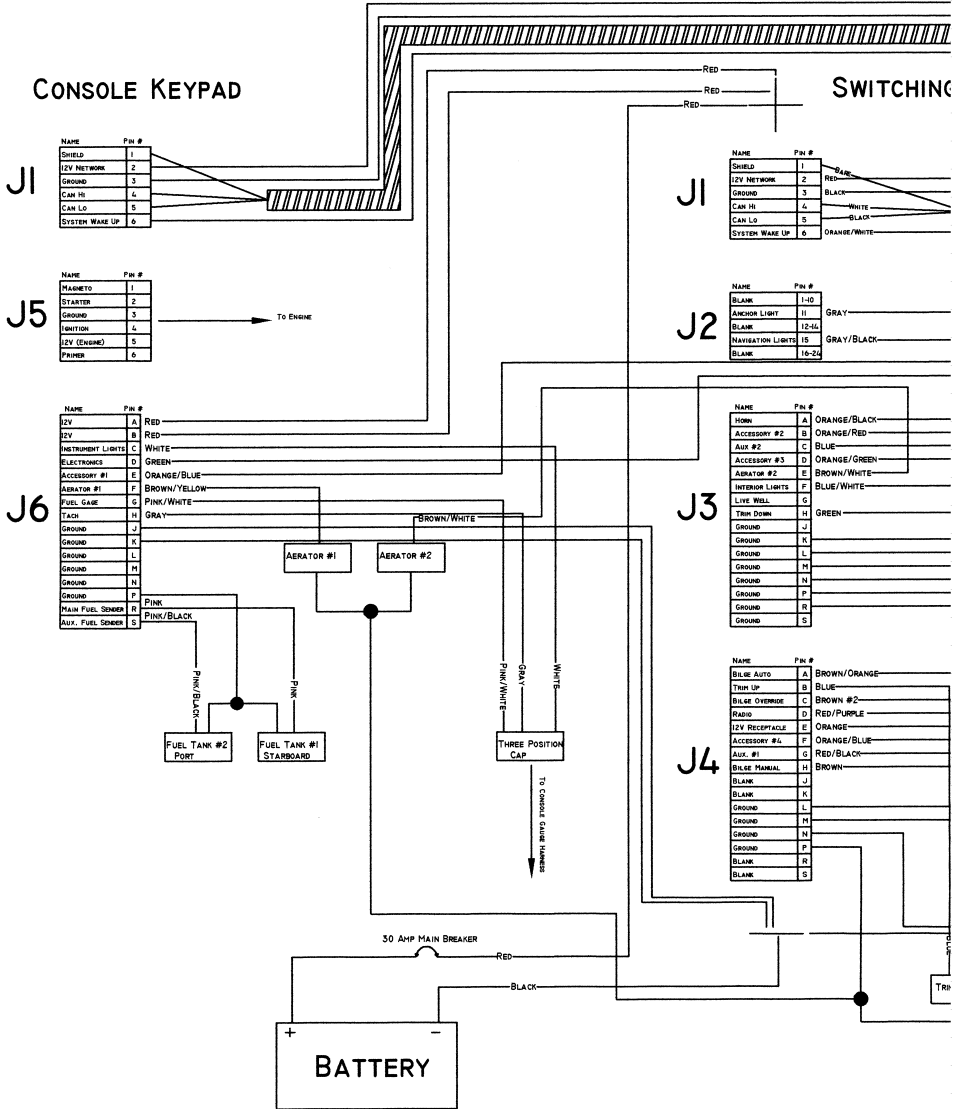 CONSOLE KEYPAD
SWITCHING
RED
RED
RED
J1
NAME PIN #
SHIELD 1
12V NETWORK 2
GROUND 3
CAN HI 4
CAN LO 5
SYSTEM WAKE UP 6
J5
NAME PIN #
MAGNETO 1
STARTER 2
GROUND 3
IGNITION 4
12V (ENGINE) 5
PRIMER 6
TO ENGINE
J6
NAME PIN #
12V A RED
12V B RED
INSTRUMENT LIGHTS C WHITE
ELECTRONICS D GREEN
ACCESSORY #1 E ORANGE/BLUE
AERATOR #1 F BROWN/YELLOW
FUEL GAGE G PINK/WHITE
TACH H GRAY
GROUND J
GROUND K
GROUND L
GROUND M
GROUND N
GROUND P
MAIN FUEL SENDER R PINK
AUX. FUEL SENDER S PINK/BLACK
BROWN/WHITE
AERATOR #1
AERATOR #2
PINK/BLACK
PINK
FUEL TANK #2
PORT
FUEL TANK #1
STARBOARD
PINK/WHITE
GRAY
WHITE
THREE POSITION
CAP
TO CONSOLE GAUGE HARNESS
J1
NAME PIN #
SHIELD 1 BARE
12V NETWORK 2 RED
GROUND 3 BLACK
CAN HI 4 WHITE
CAN LO 5 BLACK
SYSTEM WAKE UP 6 ORANGE/WHITE
J2
NAME PIN #
BLANK 1-10
ANCHOR LIGHT 11 GRAY
BLANK 12-14
NAVIGATION LIGHTS 15 GRAY/BLACK
BLANK 16-24
J3
NAME PIN #
HORN A ORANGE/BLACK
ACCESSORY #2 B ORANGE/RED
AUX #2 C BLUE
ACCESSORY #3 D ORANGE/GREEN
AERATOR #2 E BROWN/WHITE
INTERIOR LIGHTS F BLUE/WHITE
LIVE WELL G
TRIM DOWN H GREEN
GROUND J
GROUND K
GROUND L
GROUND M
GROUND N
GROUND P
GROUND R
GROUND S
J4
NAME PIN #
BILGE AUTO A BROWN/ORANGE
TRIM UP B BLUE
BILGE OVERRIDE C BROWN #2
RADIO D RED/PURPLE
12V RECEPTACLE E ORANGE
ACCESSORY #4 F ORANGE/BLUE
AUX. #1 G RED/BLACK
BILGE MANUAL H BROWN
BLANK J
BLANK K
GROUND L
GROUND M
GROUND N
GROUND P
BLANK R
BLANK S
BLUE
TRIM
30 AMP MAIN BREAKER
RED
BLACK
+ −
BATTERY